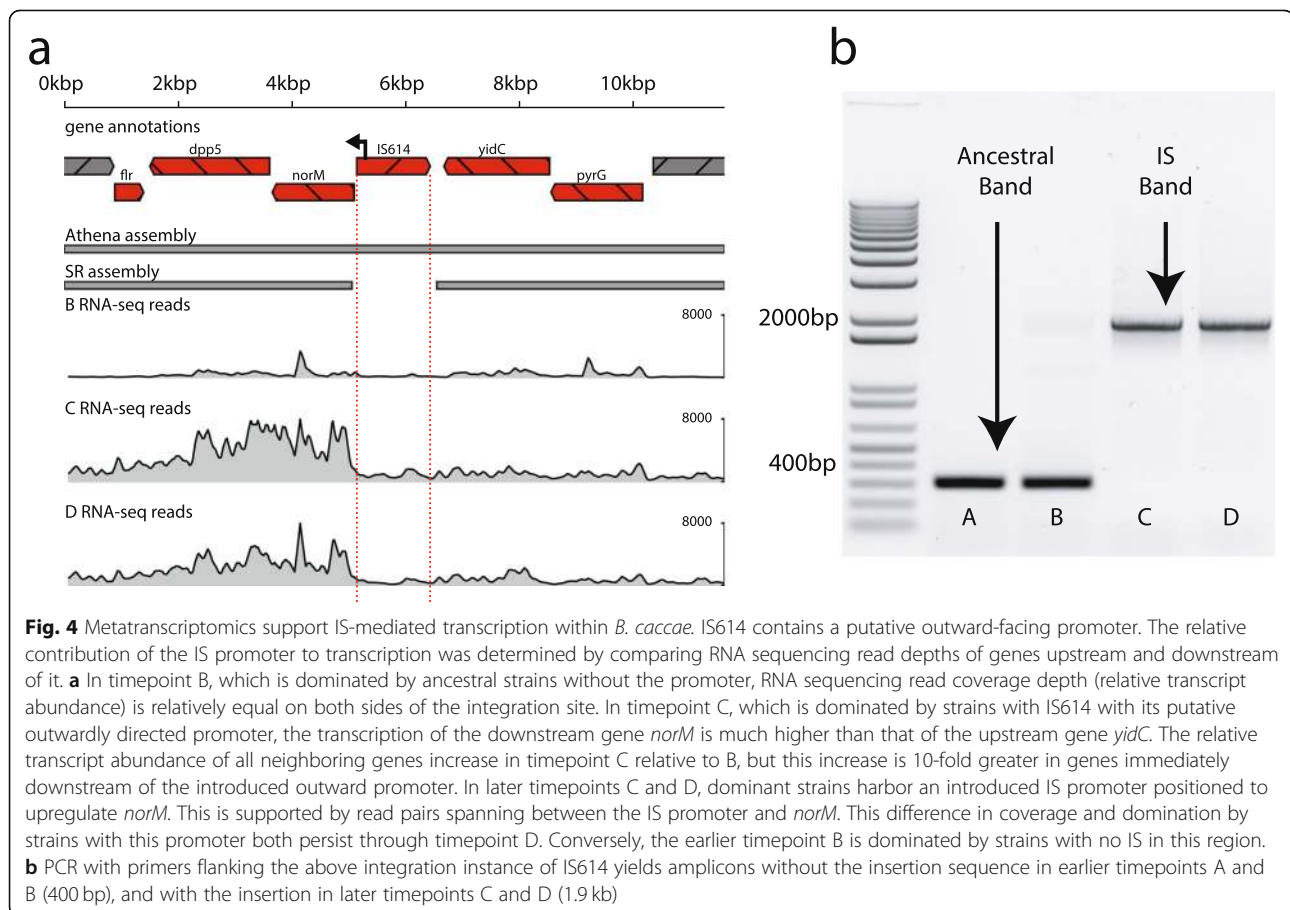 a
0kbp 2kbp 4kbp 6kbp 8kbp 10kbp
gene annotations
dpp5 IS614 yidC
flr norM pyrG
Athena assembly
SR assembly
B RNA-seq reads
8000
C RNA-seq reads
8000
D RNA-seq reads
8000
b
Ancestral Band
IS Band
2000bp
400bp
A B C D
Fig. 4 Metatranscriptomics support IS-mediated transcription within B. caccae. IS614 contains a putative outward-facing promoter. The relative
contribution of the IS promoter to transcription was determined by comparing RNA sequencing read depths of genes upstream and downstream
of it. a In timepoint B, which is dominated by ancestral strains without the promoter, RNA sequencing read coverage depth (relative transcript
abundance) is relatively equal on both sides of the integration site. In timepoint C, which is dominated by strains with IS614 with its putative
outwardly directed promoter, the transcription of the downstream gene norM is much higher than that of the upstream gene yidC. The relative
transcript abundance of all neighboring genes increase in timepoint C relative to B, but this increase is 10-fold greater in genes immediately
downstream of the introduced outward promoter. In later timepoints C and D, dominant strains harbor an introduced IS promoter positioned to
upregulate norM. This is supported by read pairs spanning between the IS promoter and norM. This difference in coverage and domination by
strains with this promoter both persist through timepoint D. Conversely, the earlier timepoint B is dominated by strains with no IS in this region.
b PCR with primers flanking the above integration instance of IS614 yields amplicons without the insertion sequence in earlier timepoints A and
B (400 bp), and with the insertion in later timepoints C and D (1.9 kb)